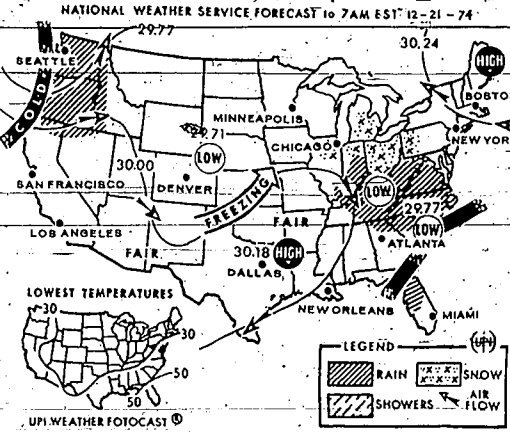 NATIONAL WEATHER SERVICE FORECAST to 7AM EST 12-21-74
29.77
30.24
SEATTLE
HIGH
COLD
BOSTON
MINNEAPOLIS
29.71
NEW YORK
CHICAGO
LOW
30.00
SAN FRANCISCO
DENVER
FREEZING
LOW
29.77
FAIR
LOW
LOS ANGELES
ATLANTA
FAIR
30.18 HIGH
DALLAS
LOWEST TEMPERATURES
NEW ORLEANS
MIAMI
30
30
50
50
LEGEND
UPI
RAIN
SNOW
SHOWERS
AIR
FLOW
UPI WEATHER FOTOCAST ®